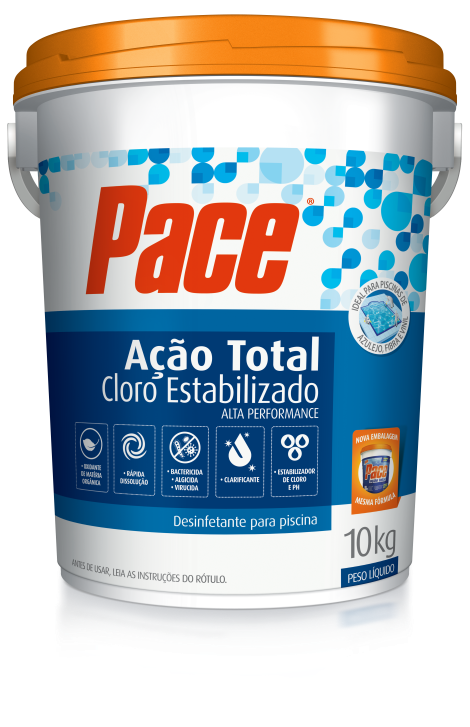 Pace®
IDEAL PARA PISCINAS DE
AZULEJO, FIBRA E VINIL
Ação Total
Cloro Estabilizado
ALTA PERFORMANCE
• OXIDANTE
DE MATÉRIA
ORGÂNICA
• RÁPIDA
DISSOLUÇÃO
• BACTERICIDA
• ALGICIDA
• VIRUCIDA
• CLARIFICANTE
• ESTABILIZADOR
DE CLORO
E PH
NOVA EMBALAGEM
Pace
MESMA FÓRMULA
Desinfetante para piscina
10kg
PESO LÍQUIDO
ANTES DE USAR, LEIA AS INSTRUÇÕES DO RÓTULO.